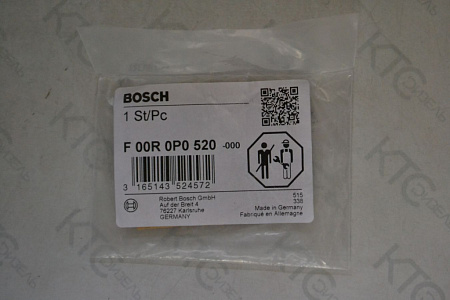 BOSCH
1 St/Pc
F 00R 0P0 520 -000
3 165143 524572
Robert Bosch GmbH
Auf der Breit 4
76227 Karlsruhe
GERMANY
515
338
Made in Germany
Fabriqué en Allemagne
KTC